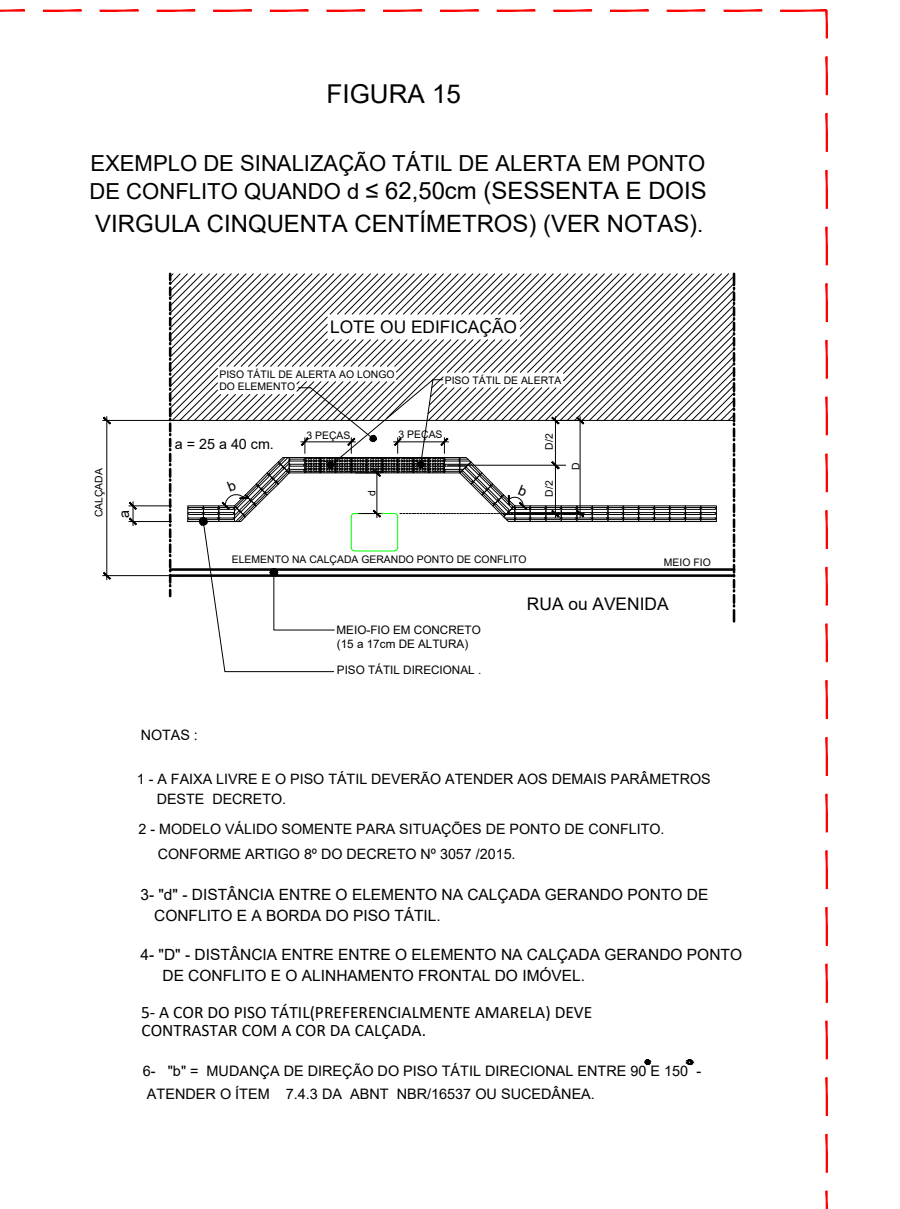 FIGURA 15
EXEMPLO DE SINALIZAÇÃO TÁTIL DE ALERTA EM PONTO
DE CONFLITO QUANDO d ≤ 62,50cm (SESSENTA E DOIS
VIRGULA CINQUENTA CENTÍMETROS) (VER NOTAS).
LOTE OU EDIFICAÇÃO
PISO TÁTIL DE ALERTA AO LONGO
DO ELEMENTO
PISO TÁTIL DE ALERTA
a = 25 a 40 cm.
3 PEÇAS
3 PEÇAS
D/2
D
D/2
d
b
b
a
CALÇADA
ELEMENTO NA CALÇADA GERANDO PONTO DE CONFLITO
MEIO FIO
RUA ou AVENIDA
MEIO-FIO EM CONCRETO
(15 a 17cm DE ALTURA)
PISO TÁTIL DIRECIONAL .
NOTAS :
1 - A FAIXA LIVRE E O PISO TÁTIL DEVERÃO ATENDER AOS DEMAIS PARÂMETROS
DESTE DECRETO.
2 - MODELO VÁLIDO SOMENTE PARA SITUAÇÕES DE PONTO DE CONFLITO.
CONFORME ARTIGO 8º DO DECRETO Nº 3057 /2015.
3- "d" - DISTÂNCIA ENTRE O ELEMENTO NA CALÇADA GERANDO PONTO DE
CONFLITO E A BORDA DO PISO TÁTIL.
4- "D" - DISTÂNCIA ENTRE ENTRE O ELEMENTO NA CALÇADA GERANDO PONTO
DE CONFLITO E O ALINHAMENTO FRONTAL DO IMÓVEL.
5- A COR DO PISO TÁTIL(PREFERENCIALMENTE AMARELA) DEVE
CONTRASTAR COM A COR DA CALÇADA.
6- "b" = MUDANÇA DE DIREÇÃO DO PISO TÁTIL DIRECIONAL ENTRE 90° E 150° -
ATENDER O ÍTEM 7.4.3 DA ABNT NBR/16537 OU SUCEDÂNEA.